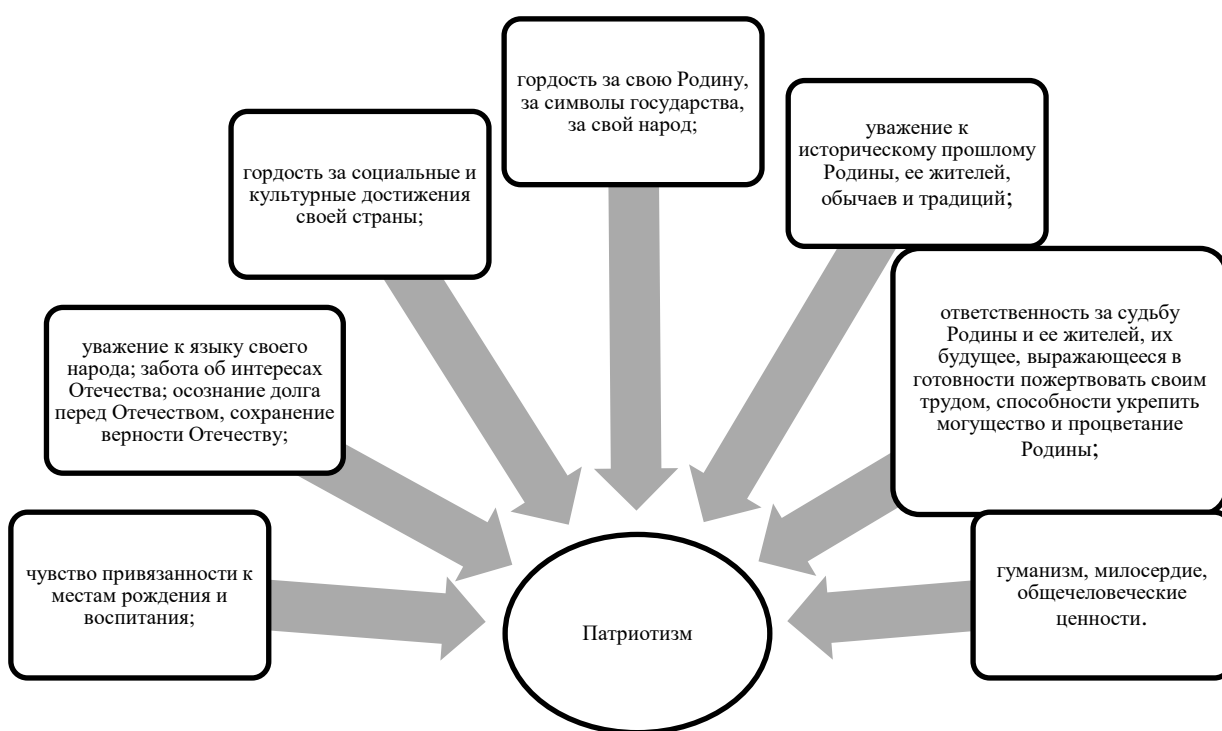 гордость за свою Родину,
за символы государства,
за свой народ;
уважение к
историческому прошлому
Родины, ее жителей,
обычаев и традиций;
гордость за социальные и
культурные достижения
своей страны;
ответственность за судьбу
Родины и ее жителей, их
будущее, выражающееся в
готовности пожертвовать своим
трудом, способности укрепить
могущество и процветание
Родины;
уважение к языку своего
народа; забота об интересах
Отечества; осознание долга
перед Отечеством, сохранение
верности Отечеству;
чувство привязанности к
местам рождения и
воспитания;
гуманизм, милосердие,
общечеловеческие
ценности.
Патриотизм